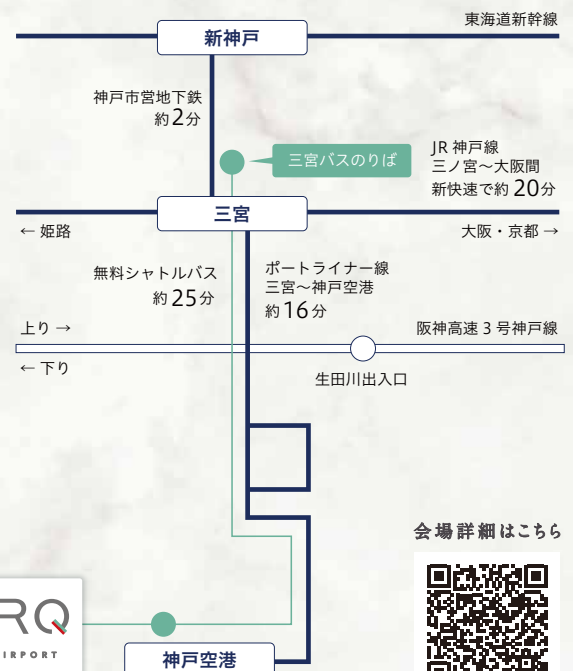 東海道新幹線
新神戸
神戸市営地下鉄
約2分
三宮バスのりば
JR 神戸線
三ノ宮～大阪間
新快速で約 20分
三宮
← 姫路
大阪・京都 →
無料シャトルバス
約25分
ポートライナー線
三宮～神戸空港
約16分
上り →
阪神高速 3 号神戸線
← 下り
生田川出入口
会場詳細はこちら
RQ
IRPORT
神戸空港